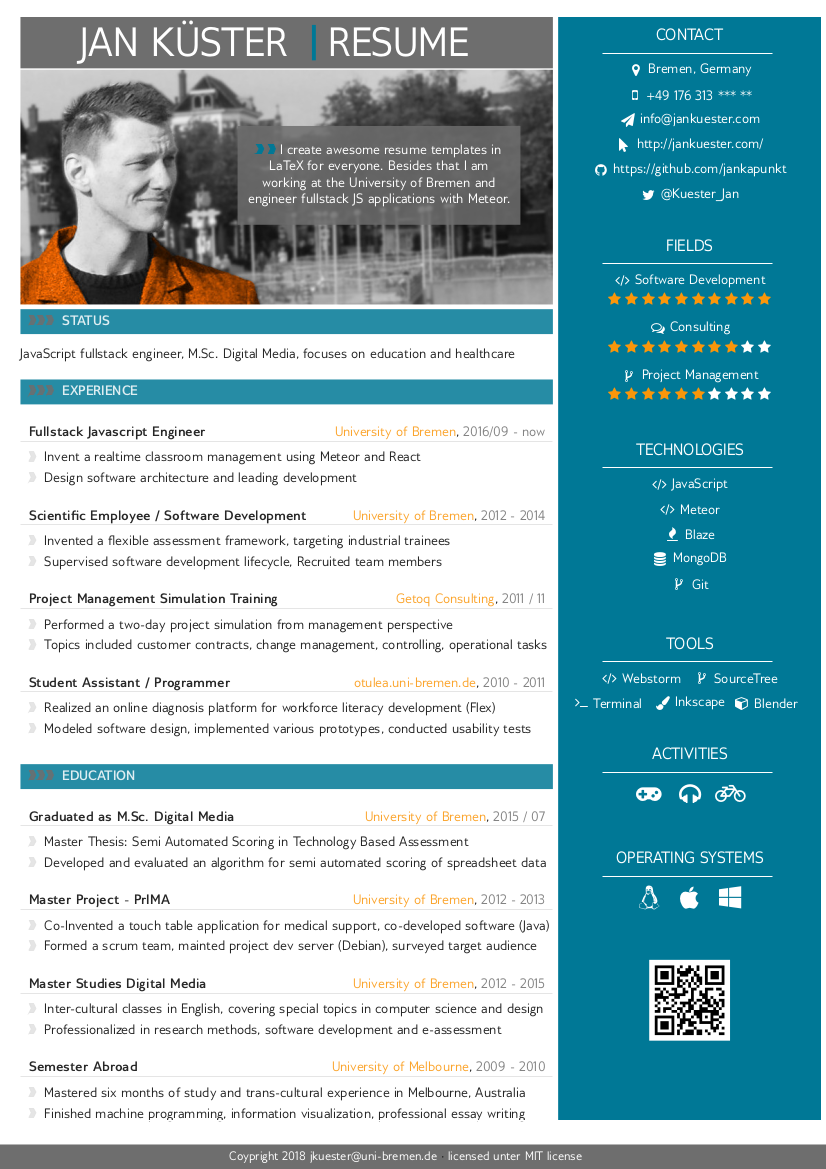 JAN KÜSTER | RESUME
I create awesome resume templates in
LaTeX for everyone. Besides that I am
working at the University of Bremen and
engineer fullstack JS applications with Meteor.
STATUS
JavaScript fullstack engineer, M.Sc. Digital Media, focuses on education and healthcare
EXPERIENCE
Fullstack Javascript Engineer University of Bremen, 2016/09 - now
Invent a realtime classroom management using Meteor and React
Design software architecture and leading development
Scientific Employee / Software Development University of Bremen, 2012 - 2014
Invented a flexible assessment framework, targeting industrial trainees
Supervised software development lifecycle, Recruited team members
Project Management Simulation Training Getoq Consulting, 2011 / 11
Performed a two-day project simulation from management perspective
Topics included customer contracts, change management, controlling, operational tasks
Student Assistant / Programmer otulea.uni-bremen.de, 2010 - 2011
Realized an online diagnosis platform for workforce literacy development (Flex)
Modeled software design, implemented various prototypes, conducted usability tests
EDUCATION
Graduated as M.Sc. Digital Media University of Bremen, 2015 / 07
Master Thesis: Semi Automated Scoring in Technology Based Assessment
Developed and evaluated an algorithm for semi automated scoring of spreadsheet data
Master Project - PrIMA University of Bremen, 2012 - 2013
Co-Invented a touch table application for medical support, co-developed software (Java)
Formed a scrum team, mainted project dev server (Debian), surveyed target audience
Master Studies Digital Media University of Bremen, 2012 - 2015
Inter-cultural classes in English, covering special topics in computer science and design
Professionalized in research methods, software development and e-assessment
Semester Abroad University of Melbourne, 2009 - 2010
Mastered six months of study and trans-cultural experience in Melbourne, Australia
Finished machine programming, information visualization, professional essay writing
CONTACT
Bremen, Germany
+49 176 313 *** **
info@jankuester.com
http://jankuester.com/
https://github.com/jankapunkt
@Kuester_Jan
FIELDS
Software Development
Consulting
Project Management
TECHNOLOGIES
JavaScript
Meteor
Blaze
MongoDB
Git
TOOLS
Webstorm SourceTree
Terminal Inkscape Blender
ACTIVITIES
OPERATING SYSTEMS
Coypright 2018 jkuester@uni-bremen.de · licensed unter MIT license